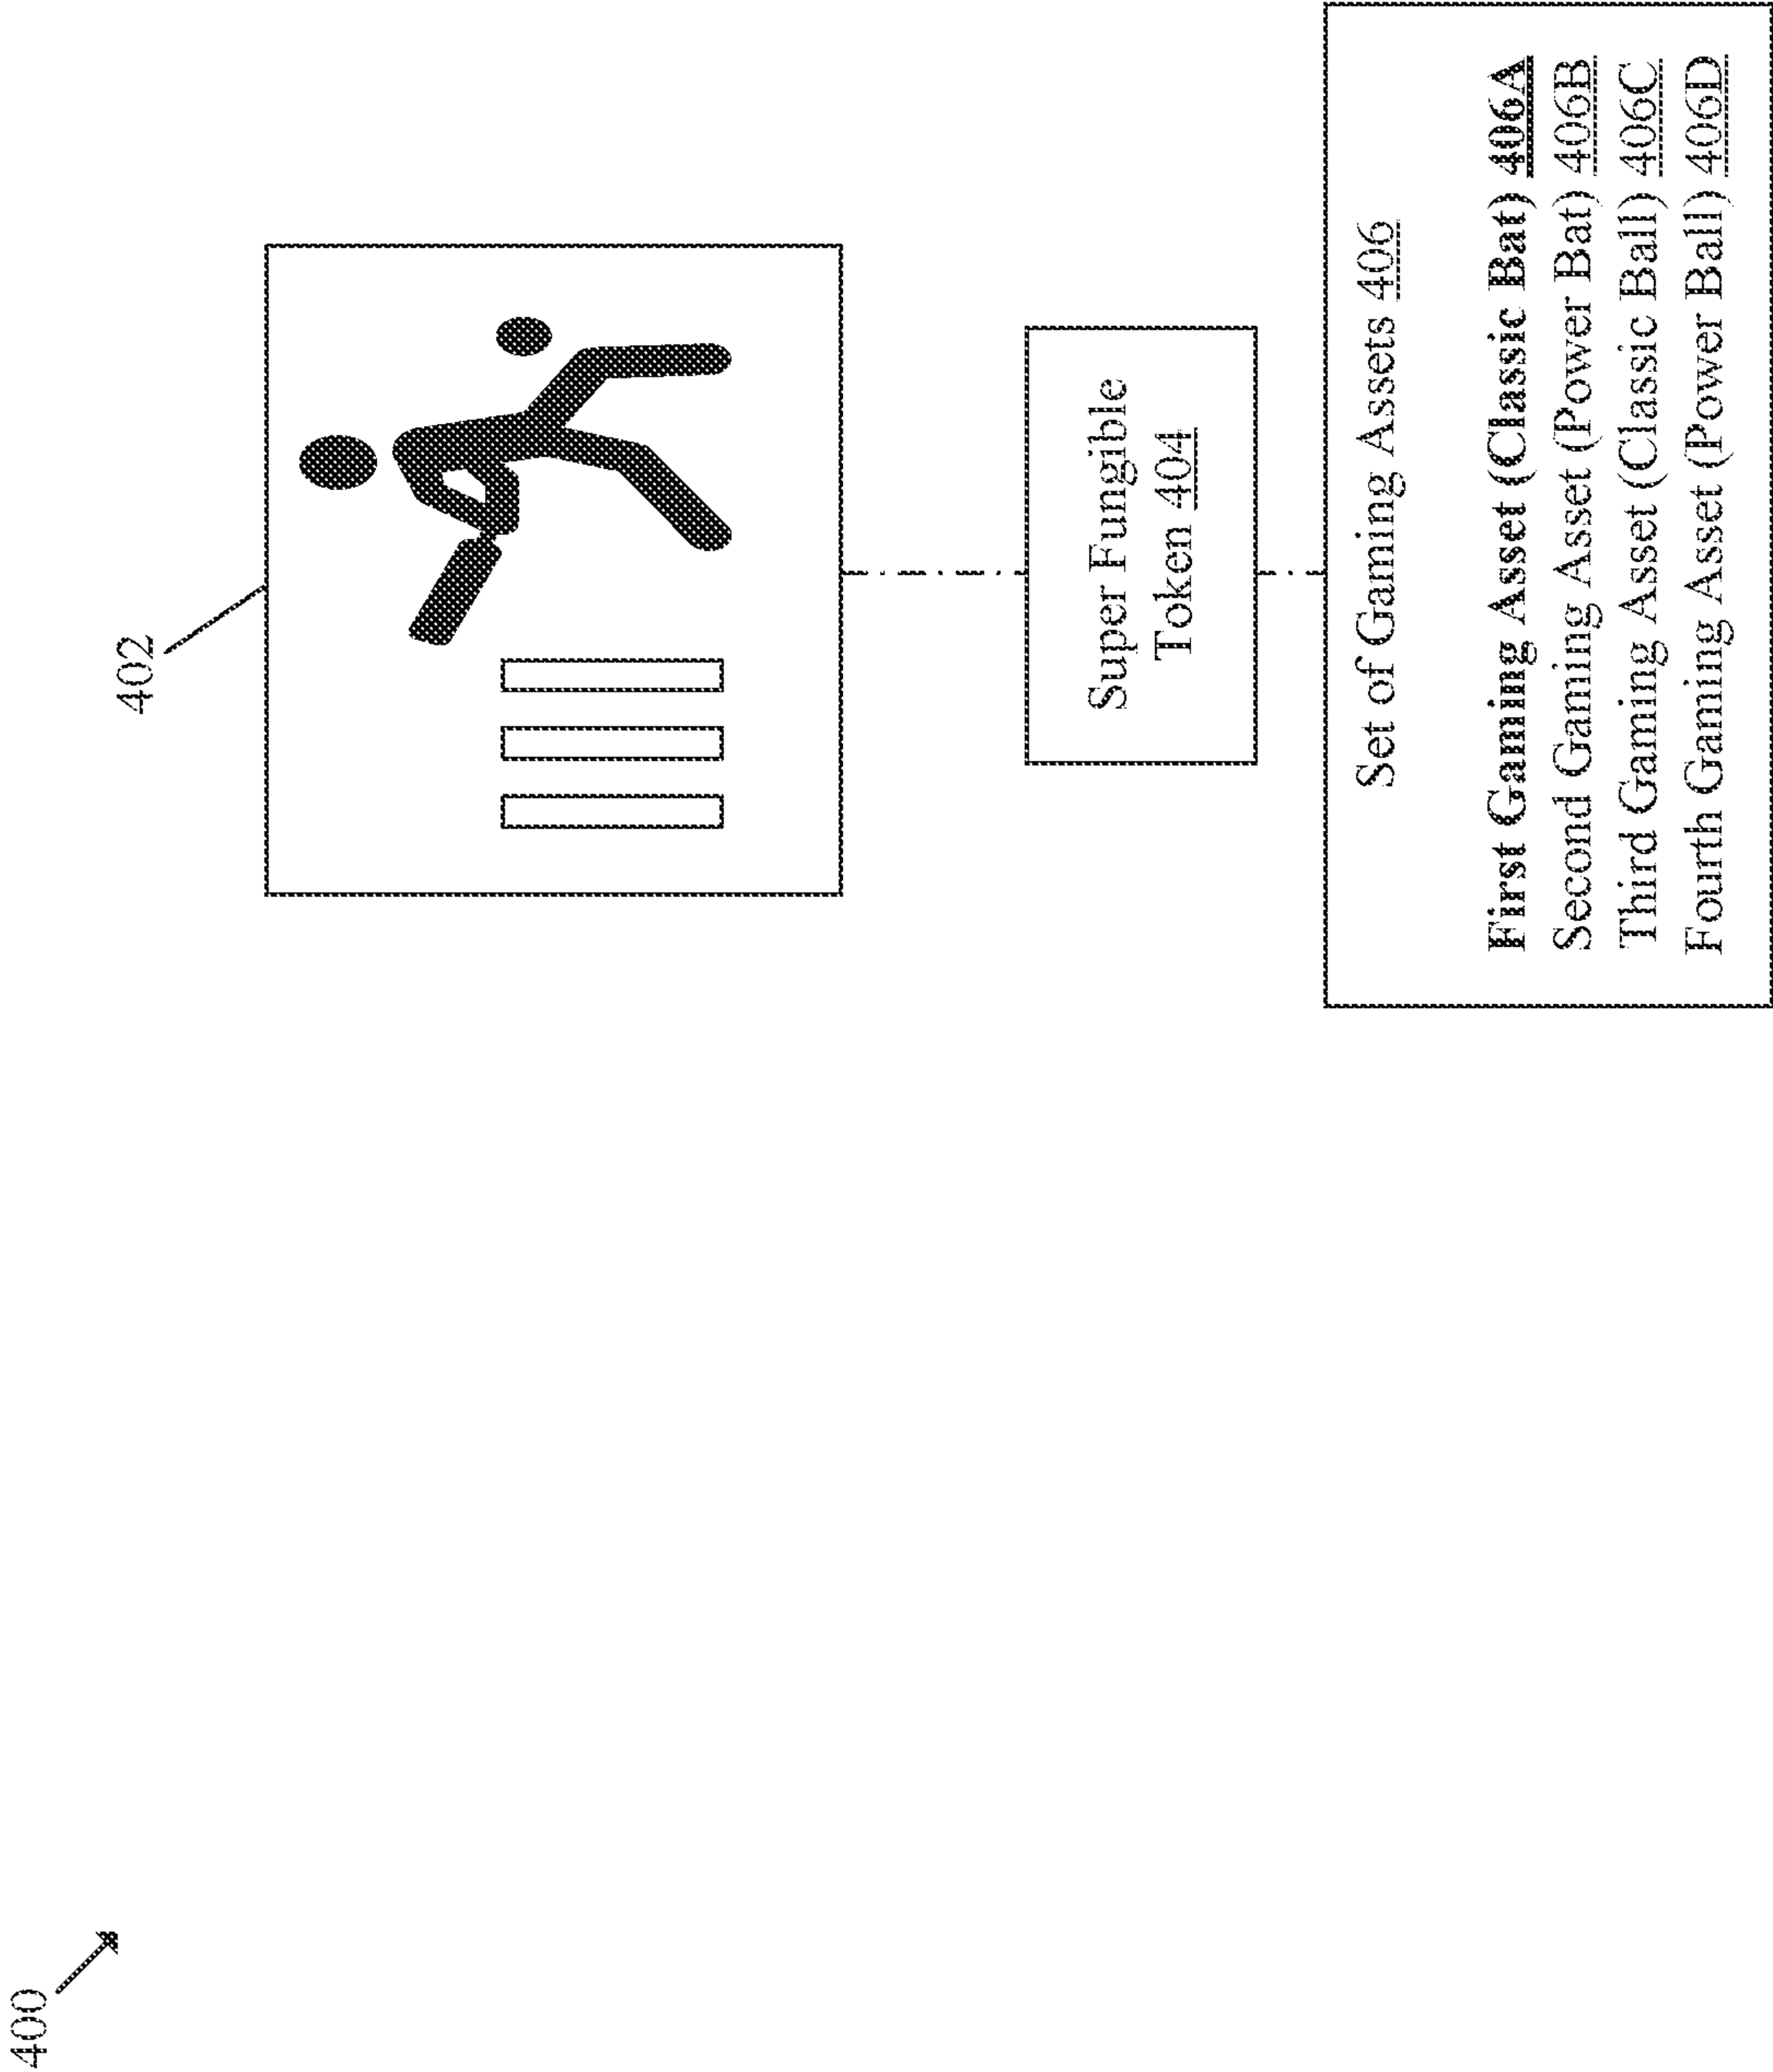 400
402
Super Fungible
Token 404
Set of Gaming Assets 406
First Gaming Asset (Classic Bat) 406A
Second Gaming Asset (Power Bat) 406B
Third Gaming Asset (Classic Ball) 406C
Fourth Gaming Asset (Power Ball) 406D